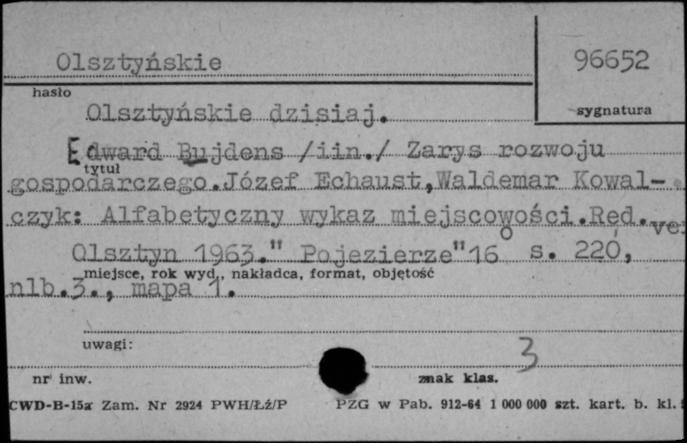 Olsztyńskie
96652
hasło
sygnatura
Olsztyńskie dzisiaj.
Edward Bujdens /iin./ Zarys rozwoju
tytuł
gospodarczego.Józef Echaust,Waldemar Kowal-
czyk: Alfabetyczny wykaz miejscowości.Red.
Olsztyn 1963." Pojezierze"16° s. 220,
miejsce, rok wyd., nakładca, format, objętość
nlb.3., mapa 1.
uwagi:
3
nr inw.
znak klas.
CWD-B-15a Zam. Nr 2924 PWH/Łż/P
PZG w Pab. 912-64 1 000 000 szt. kart. b. kl.